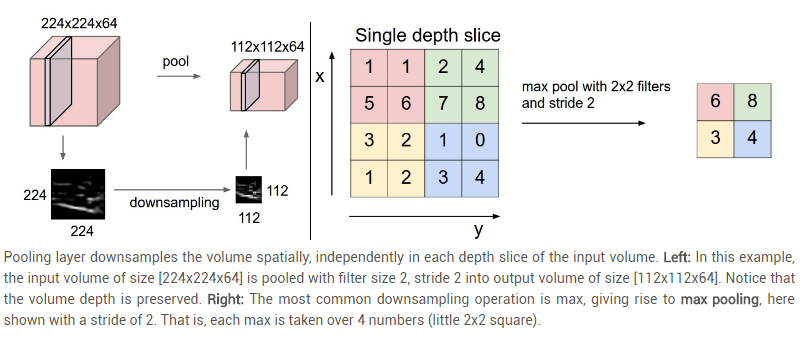 224x224x64
pool
112x112x64
224
224
downsampling
112
112
Single depth slice
x
1 1 2 4
5 6 7 8
3 2 1 0
1 2 3 4
y
max pool with 2x2 filters
and stride 2
6 8
3 4
Pooling layer downsamples the volume spatially, independently in each depth slice of the input volume. Left: In this example,
the input volume of size [224x224x64] is pooled with filter size 2, stride 2 into output volume of size [112x112x64]. Notice that
the volume depth is preserved. Right: The most common downsampling operation is max, giving rise to max pooling, here
shown with a stride of 2. That is, each max is taken over 4 numbers (little 2x2 square).